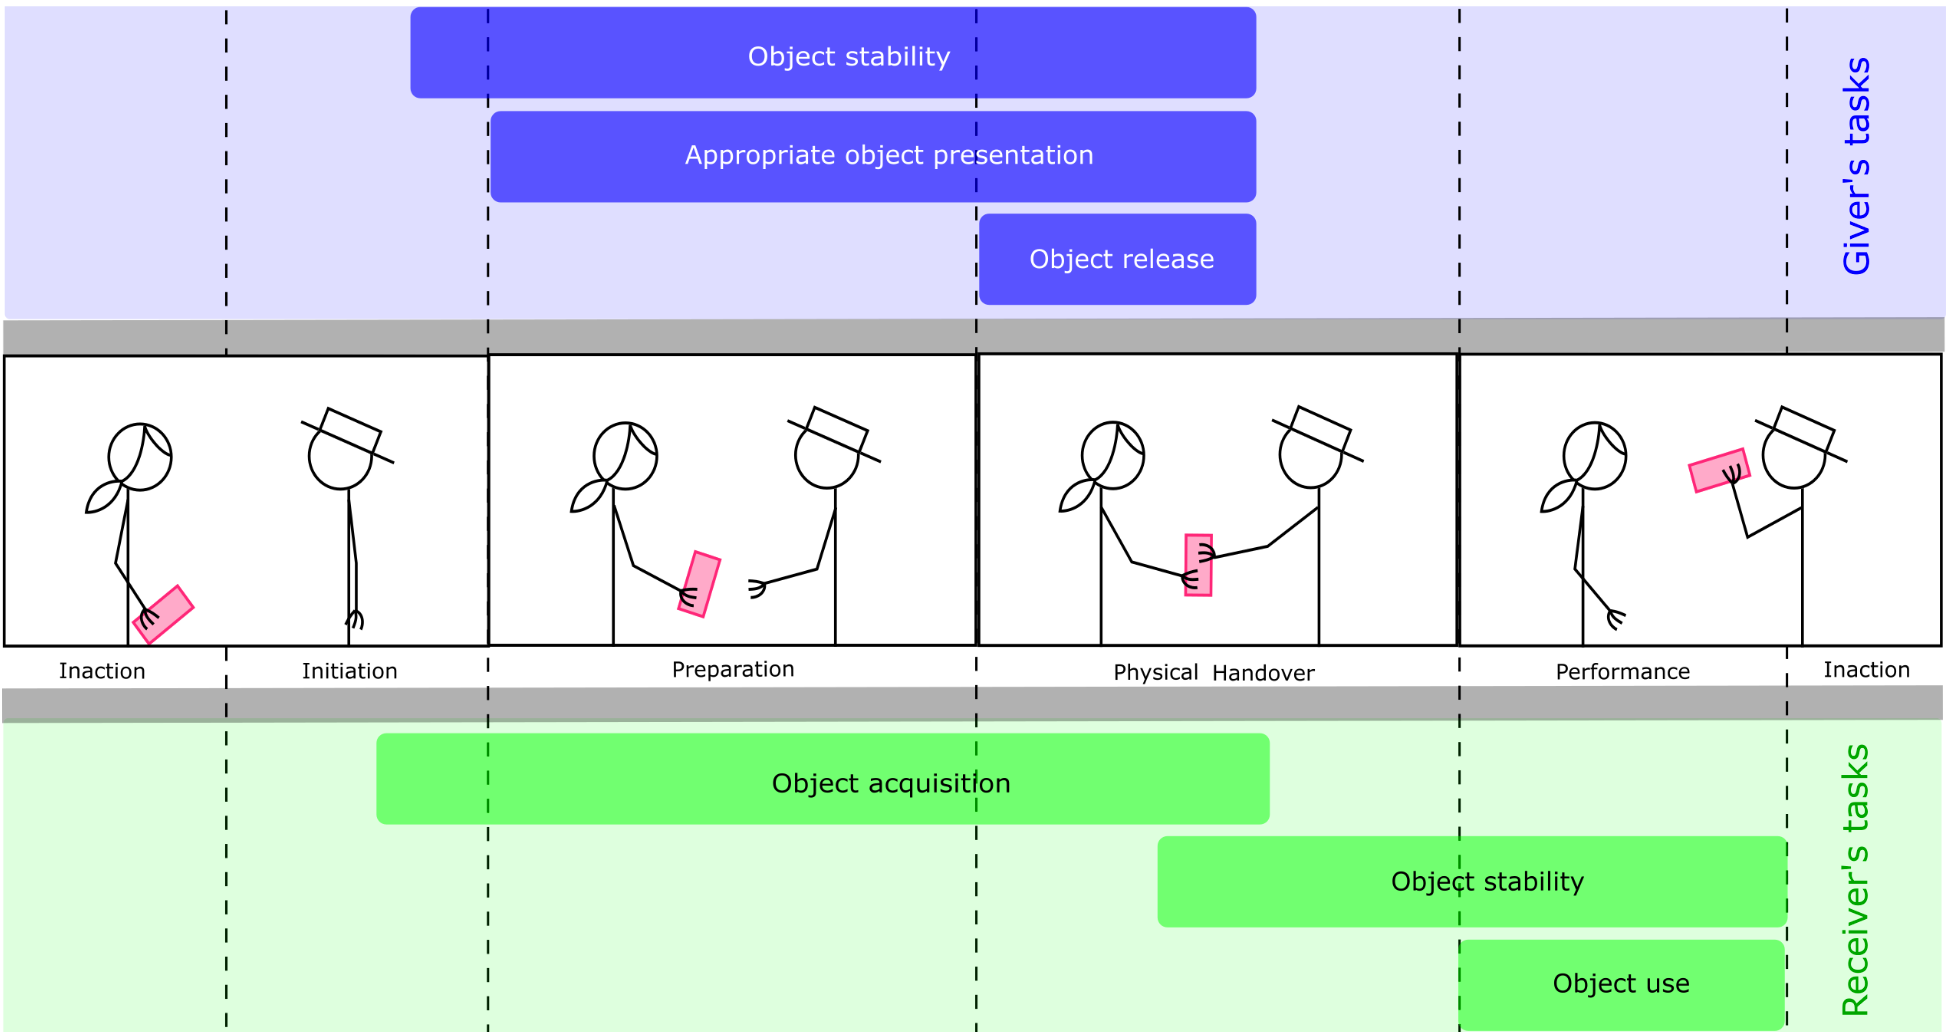 Object stability
Appropriate object presentation
Object release
Giver's tasks
Inaction
Initiation
Preparation
Physical Handover
Performance
Inaction
Object acquisition
Object stability
Object use
Receiver's tasks